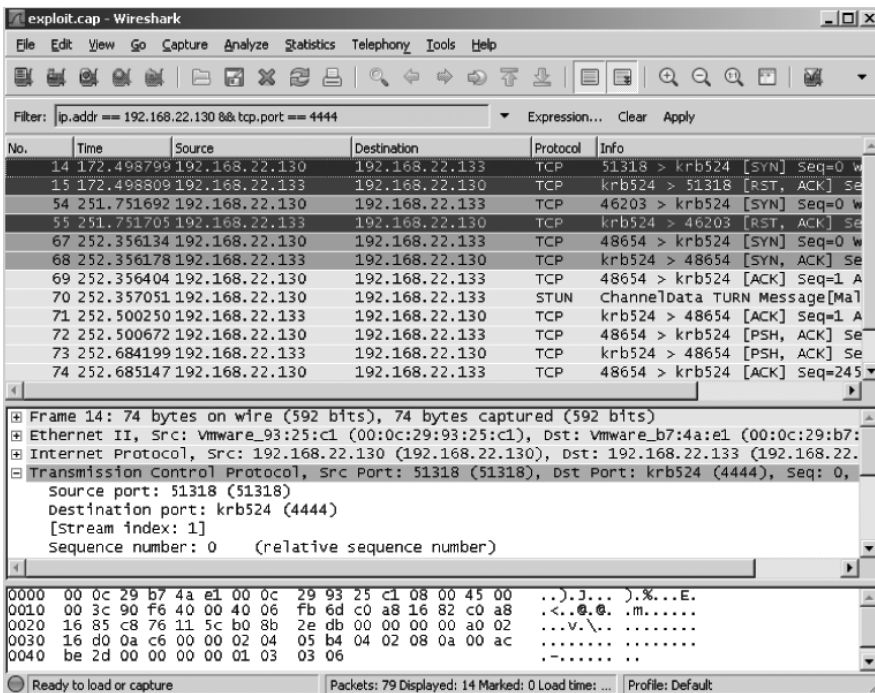 exploit.cap - Wireshark
File Edit View Go Capture Analyze Statistics Telephony Tools Help
Filter: ip.addr == 192.168.22.130 && tcp.port == 4444 Expression... Clear Apply
No. Time Source Destination Protocol Info
14 172.498799 192.168.22.130 192.168.22.133 TCP 51318 > krb524 [SYN] Seq=0 W
15 172.498809 192.168.22.133 192.168.22.130 TCP krb524 > 51318 [RST, ACK] Se
54 251.751692 192.168.22.130 192.168.22.133 TCP 46203 > krb524 [SYN] Seq=0 W
55 251.751705 192.168.22.133 192.168.22.130 TCP krb524 > 46203 [RST, ACK] Se
67 252.356134 192.168.22.130 192.168.22.133 TCP 48654 > krb524 [SYN] Seq=0 W
68 252.356178 192.168.22.133 192.168.22.130 TCP krb524 > 48654 [SYN, ACK] Se
69 252.356404 192.168.22.130 192.168.22.133 TCP 48654 > krb524 [ACK] Seq=1 A
70 252.357051 192.168.22.130 192.168.22.133 STUN ChannelData TURN Message[Mal
71 252.500250 192.168.22.133 192.168.22.130 TCP krb524 > 48654 [ACK] Seq=1 A
72 252.500672 192.168.22.130 192.168.22.133 TCP 48654 > krb524 [PSH, ACK] Se
73 252.684199 192.168.22.133 192.168.22.130 TCP krb524 > 48654 [PSH, ACK] Se
74 252.685147 192.168.22.130 192.168.22.133 TCP 48654 > krb524 [ACK] Seq=245
Frame 14: 74 bytes on wire (592 bits), 74 bytes captured (592 bits)
Ethernet II, Src: Vmware_93:25:c1 (00:0c:29:93:25:c1), Dst: Vmware_b7:4a:e1 (00:0c:29:b7:
Internet Protocol, Src: 192.168.22.130 (192.168.22.130), Dst: 192.168.22.133 (192.168.22.
Transmission Control Protocol, Src Port: 51318 (51318), Dst Port: krb524 (4444), Seq: 0,
Source port: 51318 (51318)
Destination port: krb524 (4444)
[Stream index: 1]
Sequence number: 0 (relative sequence number)
0000 00 0c 29 b7 4a e1 00 0c 29 93 25 c1 08 00 45 00 ..).J... ).%...E.
0010 00 3c 90 f6 40 00 40 06 fb 6d c0 a8 16 82 c0 a8 .<..@.@. .m......
0020 16 85 c8 76 11 5c b0 8b 2e db 00 00 00 00 a0 02 ...v.\.. ........
0030 16 d0 0a c6 00 00 02 04 05 b4 04 02 08 0a 00 ac ........ ........
0040 be 2d 00 00 00 00 01 03 03 06 .-...... ..
Ready to load or capture Packets: 79 Displayed: 14 Marked: 0 Load time: ... Profile: Default